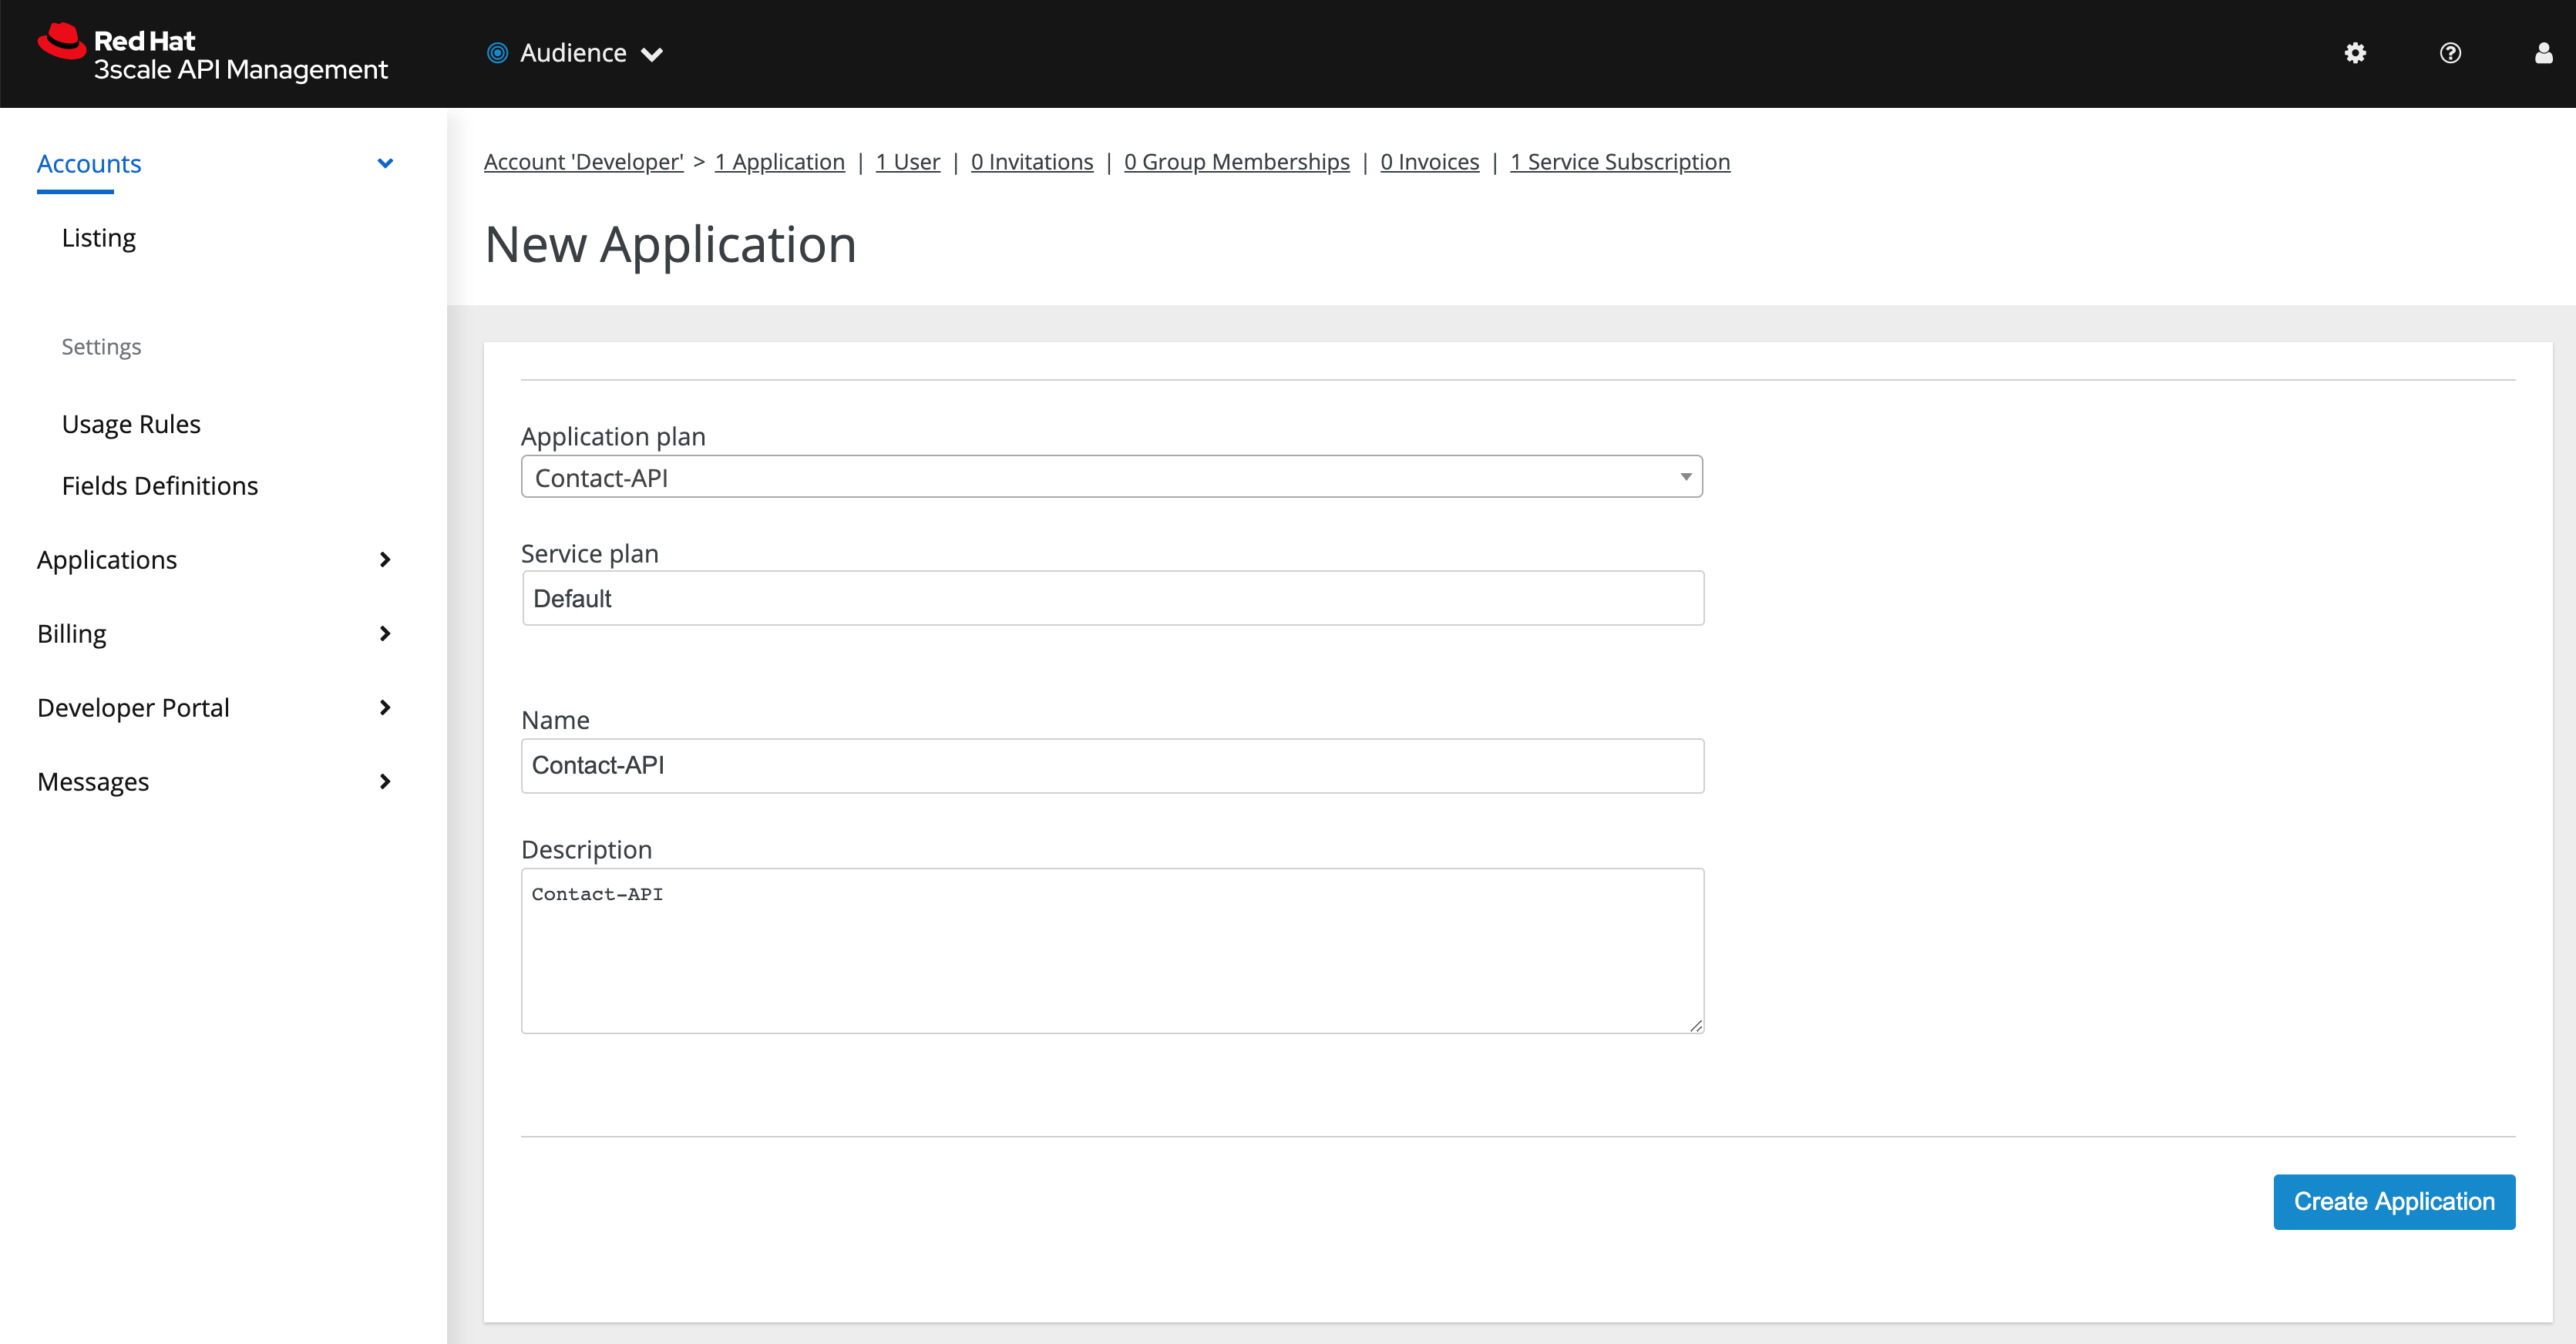 Red Hat
3scale API Management
Audience
Accounts
Listing
Settings
Usage Rules
Fields Definitions
Applications
Billing
Developer Portal
Messages
Account 'Developer' > 1 Application | 1 User | 0 Invitations | 0 Group Memberships | 0 Invoices | 1 Service Subscription
New Application
Application plan
Contact-API
Service plan
Default
Name
Contact-API
Description
Contact-API
Create Application